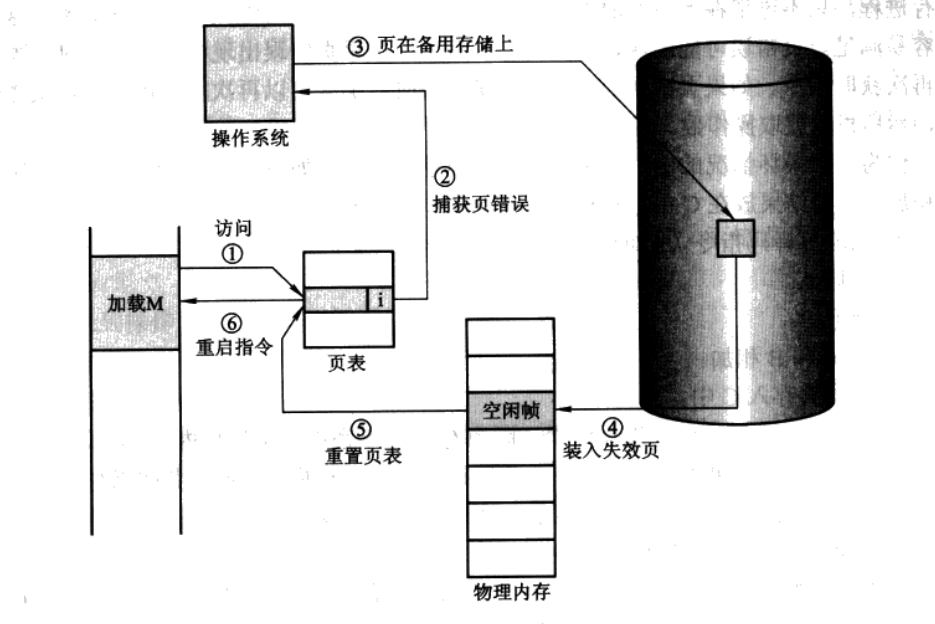 ③ 页在备用存储上
操作系统
②
捕获页错误
访问
①
加载M
i
⑥
重启指令
页表
空闲帧
⑤
重置页表
④
装入失效页
物理内存